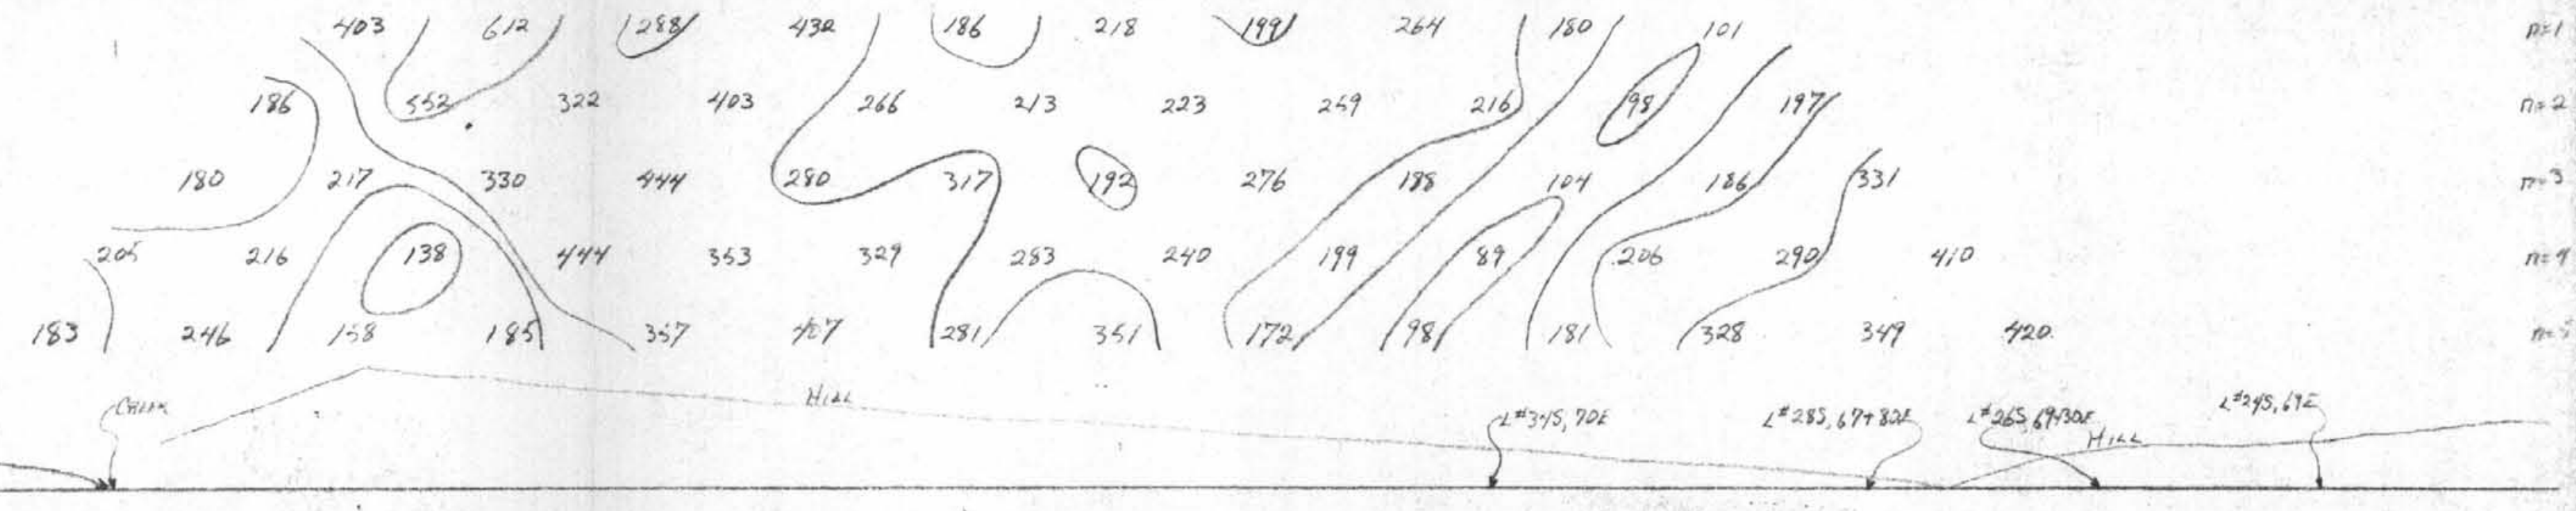 403 612 288 432 186 218 199 264 180 101 n=1
186 552 322 403 266 213 223 259 216 98 197 n=2
180 217 330 444 280 317 192 276 188 104 186 331 n=3
205 216 138 444 353 329 283 240 199 89 206 290 410 n=4
183 246 158 185 357 407 281 351 172 98 181 328 349 420 n=5
CREEK HILL L#34S, 70E L#28S, 67+82E L#26S, 69+30E HILL L#24S, 69E